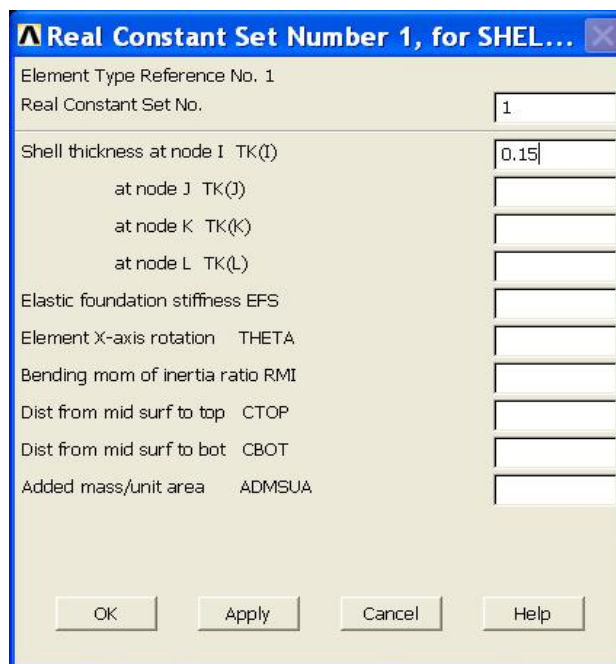 Real Constant Set Number 1, for SHEL...
Element Type Reference No. 1
Real Constant Set No. 1
Shell thickness at node I TK(I) 0.15
at node J TK(J)
at node K TK(K)
at node L TK(L)
Elastic foundation stiffness EFS
Element X-axis rotation THETA
Bending mom of inertia ratio RMI
Dist from mid surf to top CTOP
Dist from mid surf to bot CBOT
Added mass/unit area ADMSUA
OK Apply Cancel Help